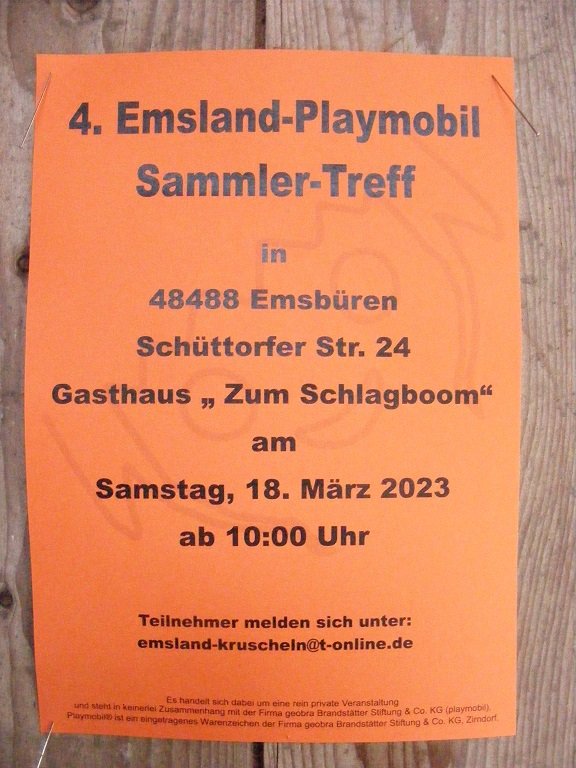 4. Emsland-Playmobil
Sammler-Treff
in
48488 Emsbüren
Schüttorfer Str. 24
Gasthaus „ Zum Schlagboom“
am
Samstag, 18. März 2023
ab 10:00 Uhr
Teilnehmer melden sich unter:
emsland-kruscheln@t-online.de
Es handelt sich dabei um eine rein private Veranstaltung
und steht in keinerlei Zusammenhang mit der Firma geobra Brandstätter Stiftung & Co. KG (playmobil).
Playmobil® ist ein eingetragenes Warenzeichen der Firma geobra Brandstätter Stiftung & Co. KG, Zirndorf.